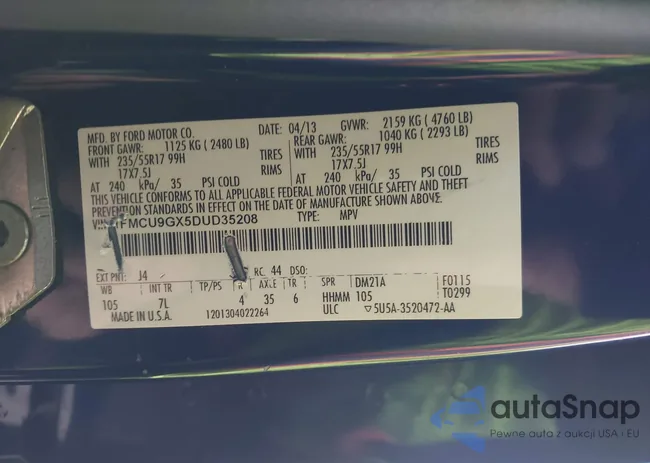 MFD. BY FORD MOTOR CO.
DATE: 04/13 GVWR: 2159 KG ( 4760 LB)
FRONT GAWR: 1125 KG ( 2480 LB)
REAR GAWR: 1040 KG ( 2293 LB)
WITH 235/55R17 99H TIRES
WITH 235/55R17 99H TIRES
17X7.5J RIMS
17X7.5J RIMS
AT 240 kPa/ 35 PSI COLD
AT 240 kPa/ 35 PSI COLD
THIS VEHICLE CONFORMS TO ALL APPLICABLE FEDERAL MOTOR VEHICLE SAFETY AND THEFT
PREVENTION STANDARDS IN EFFECT ON THE DATE OF MANUFACTURE SHOWN ABOVE.
FMCU9GX5DUD35208 TYPE: MPV
EXT PNT: J4 RC: 44 DSO:
WB INT TR TP/PS R AXLE TR SPR DM21A F0115
105 7L 4 35 6 HHMM 105 T0299
MADE IN U.S.A. 1201304022264 ULC 5U5A-3520472-AA
autaSnap
Pewne auta z aukcji USA i EU